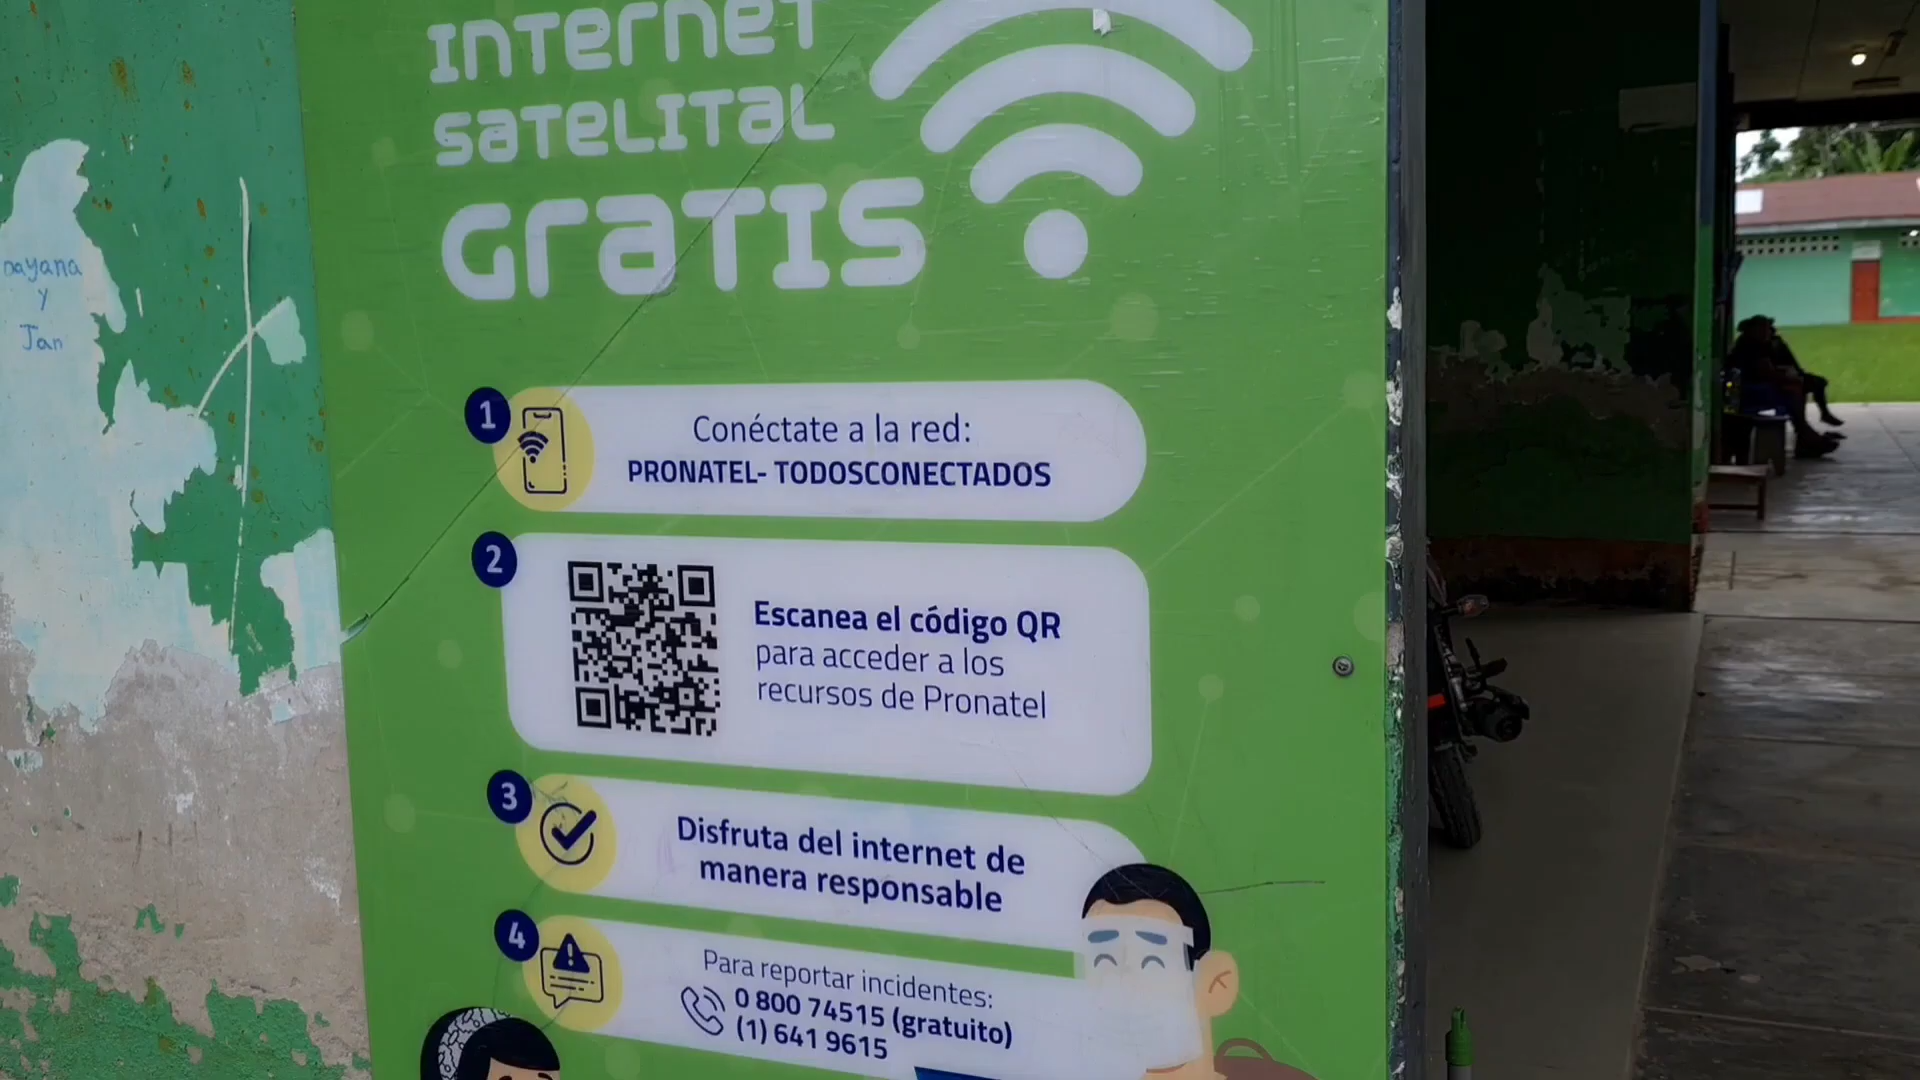 INTERNET
SATELITAL
GRATIS
1
Conéctate a la red:
PRONATEL- TODOSCONECTADOS
2
Escanea el código QR
para acceder a los
recursos de Pronatel
3
Disfruta del internet de
manera responsable
4
Para reportar incidentes:
0 800 74515 (gratuito)
(1) 641 9615
nayana
y
Jan